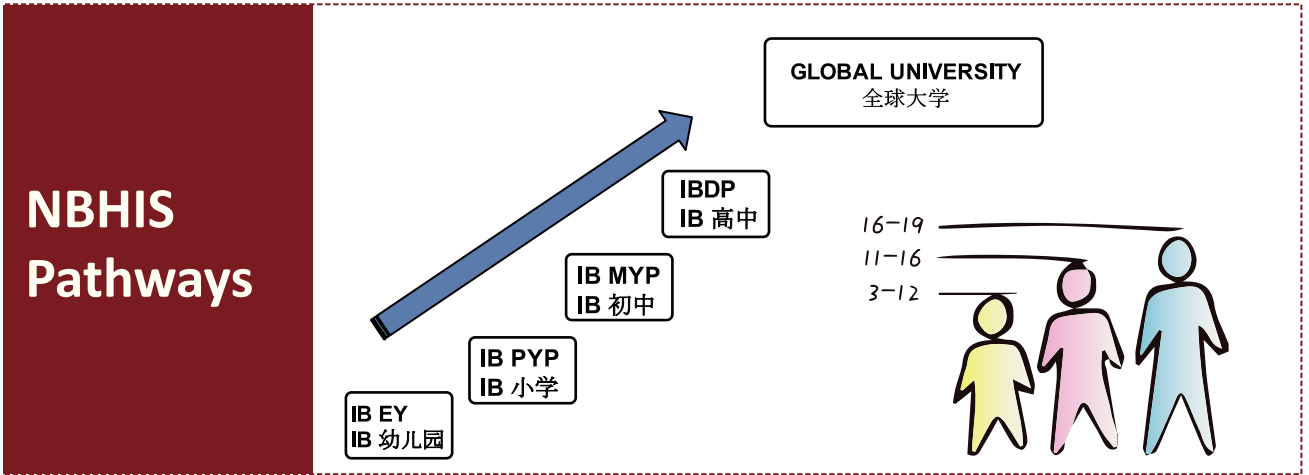 NBHIS
Pathways
GLOBAL UNIVERSITY
全球大学
IBDP
IB 高中
IB MYP
IB 初中
IB PYP
IB 小学
IB EY
IB 幼儿园
16-19
11-16
3-12